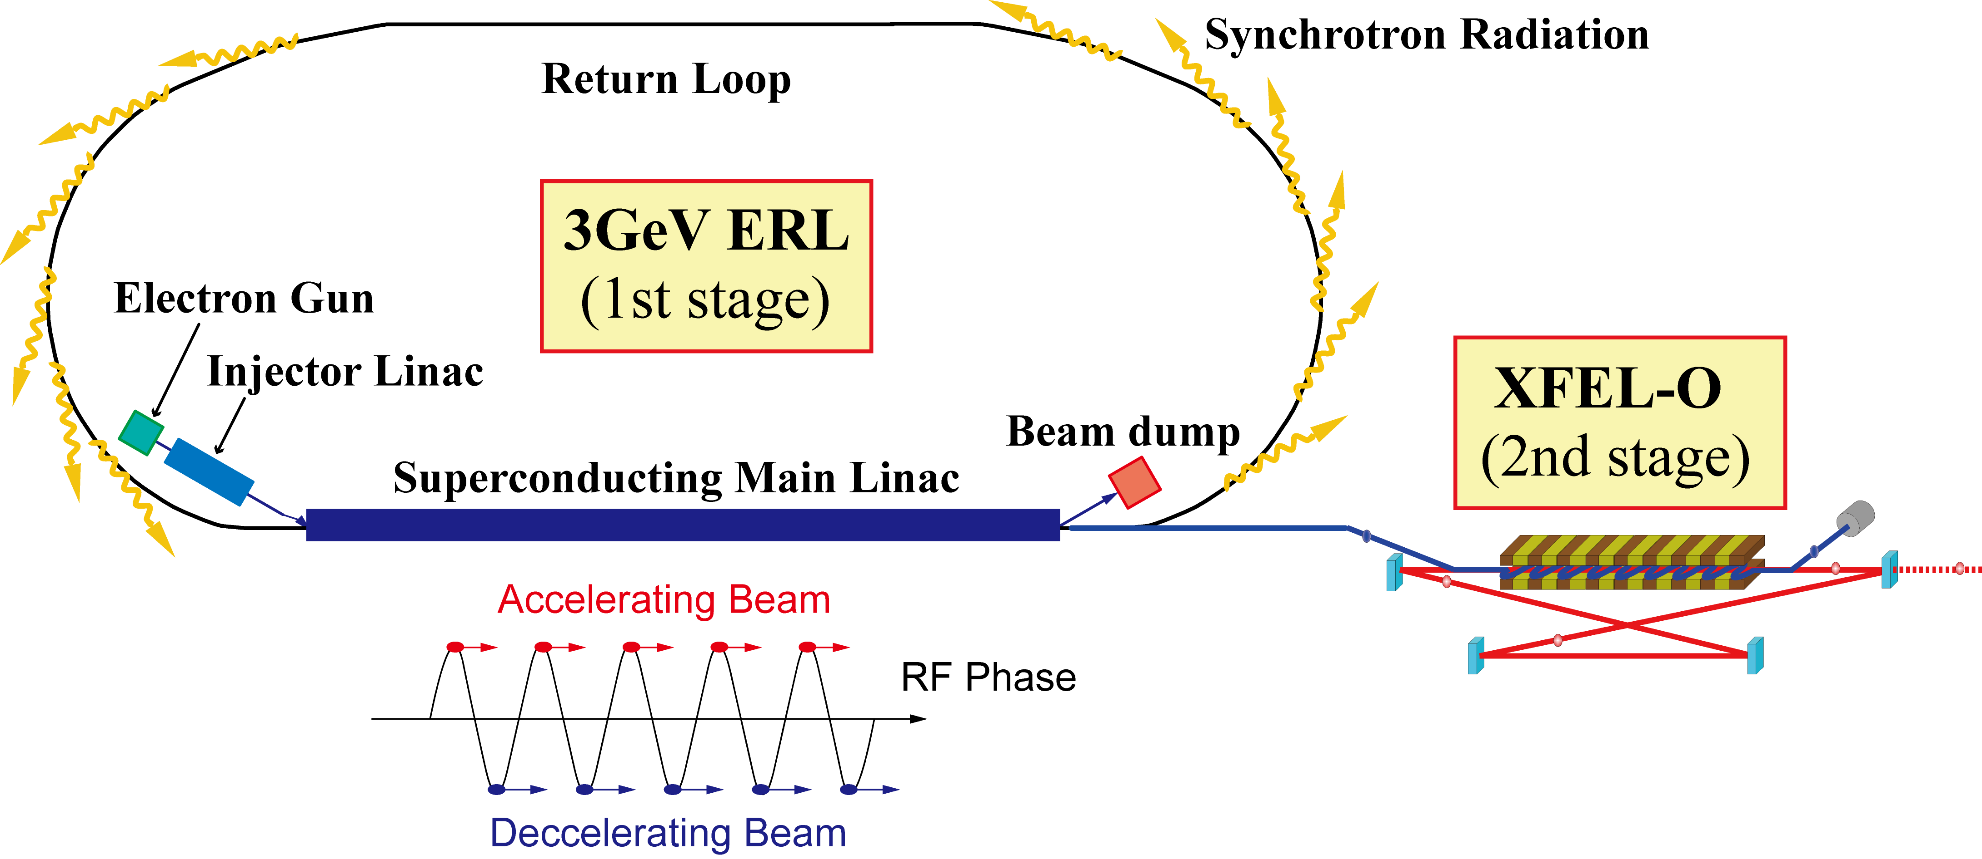 Synchrotron Radiation
Return Loop
3GeV ERL
(1st stage)
Electron Gun
Injector Linac
XFEL-O
(2nd stage)
Beam dump
Superconducting Main Linac
Accelerating Beam
RF Phase
Deccelerating Beam